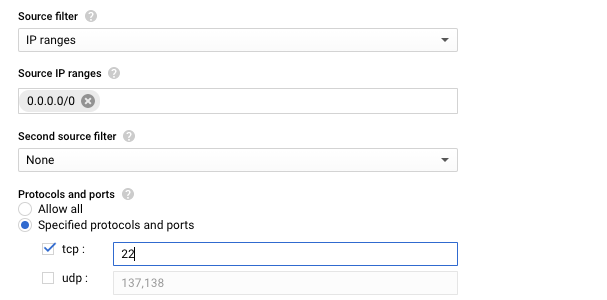 Source filter
IP ranges
Source IP ranges
0.0.0.0/0
Second source filter
None
Protocols and ports
Allow all
Specified protocols and ports
tcp : 22
udp : 137,138